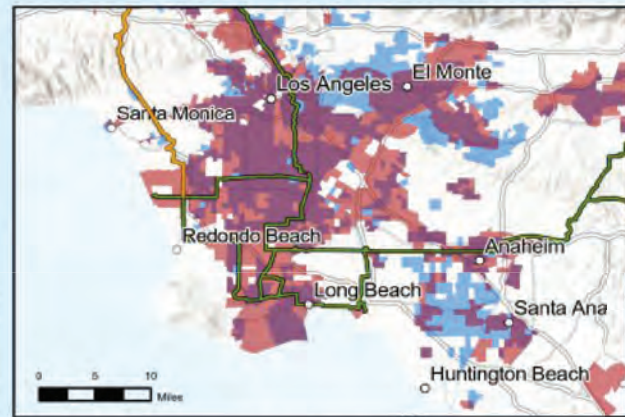 El Monte
Los Angeles
Santa Monica
Redondo Beach
Anaheim
Long Beach
Santa Ana
Huntington Beach
0 5 10
Miles